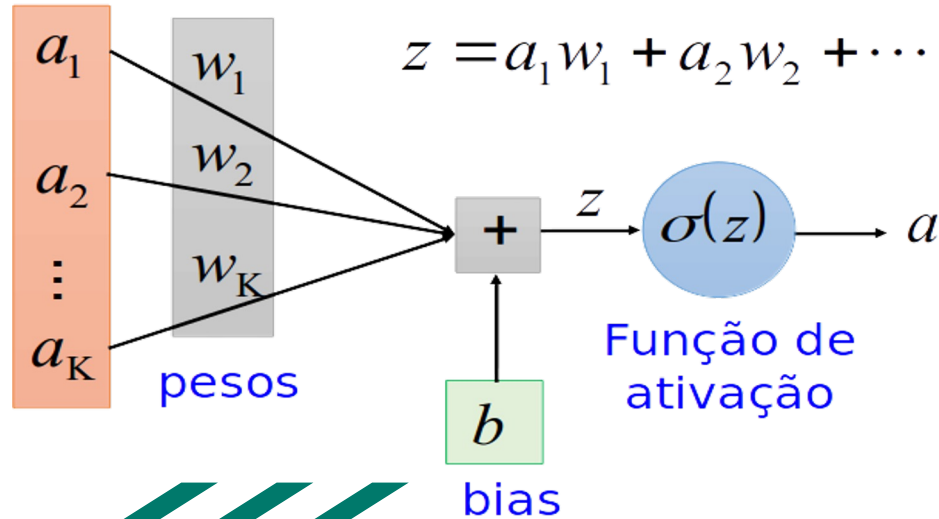 a₁
w₁
z = a₁w₁ + a₂w₂ + ⋯
a₂
w₂
⋮
w_K
a_K
+
z
σ(z)
a
pesos
Função de
ativação
b
bias